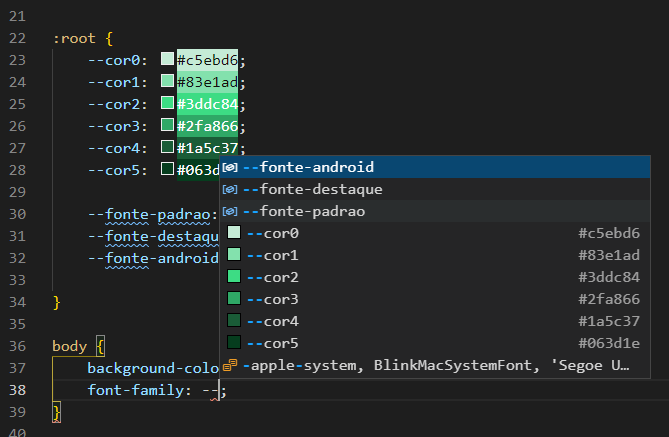 21
22 :root {
23 --cor0: #c5ebd6;
24 --cor1: #83e1ad;
25 --cor2: #3ddc84;
26 --cor3: #2fa866;
27 --cor4: #1a5c37;
28 --cor5: #063d
29
30 --fonte-padrao:
31 --fonte-destaqu
32 --fonte-android
33
34 }
35
36 body {
37 background-colo
38 font-family: --;
39 }
40
--fonte-android
--fonte-destaque
--fonte-padrao
--cor0 #c5ebd6
--cor1 #83e1ad
--cor2 #3ddc84
--cor3 #2fa866
--cor4 #1a5c37
--cor5 #063d1e
-apple-system, BlinkMacSystemFont, 'Segoe U…